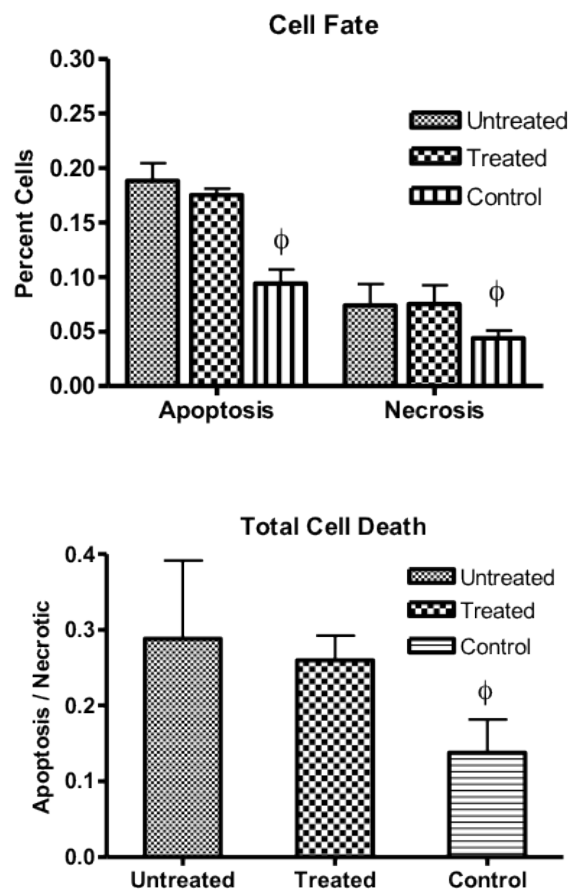 Cell Fate
0.30
0.25
0.20
0.15
0.10
0.05
0.00
Percent Cells
Untreated
Treated
Control
ϕ
ϕ
Apoptosis Necrosis
Total Cell Death
0.4
0.3
0.2
0.1
0.0
Apoptosis / Necrotic
Untreated
Treated
Control
ϕ
Untreated Treated Control